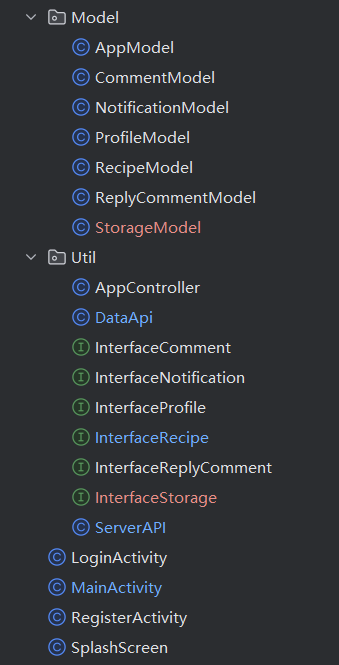 Model
AppModel
CommentModel
NotificationModel
ProfileModel
RecipeModel
ReplyCommentModel
StorageModel
Util
AppController
DataApi
InterfaceComment
InterfaceNotification
InterfaceProfile
InterfaceRecipe
InterfaceReplyComment
InterfaceStorage
ServerAPI
LoginActivity
MainActivity
RegisterActivity
SplashScreen